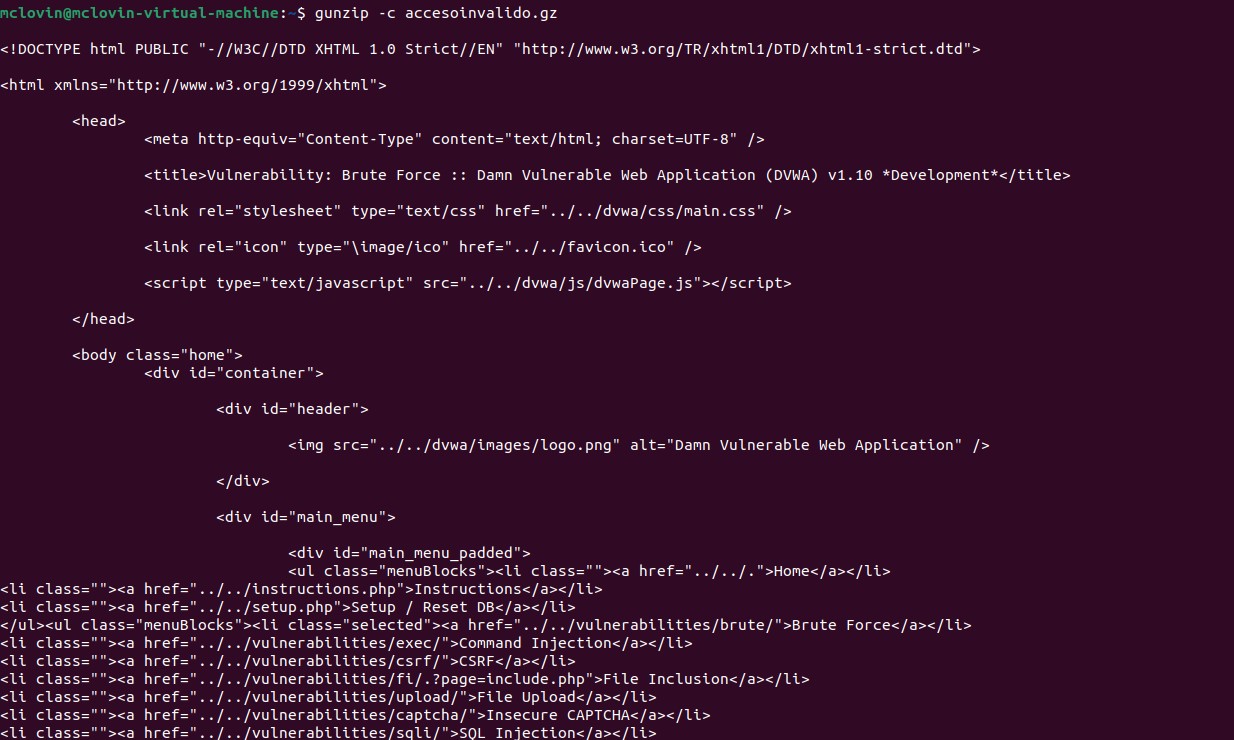 mclovin@mclovin-virtual-machine:~$ gunzip -c accesoinvalido.gz
<!DOCTYPE html PUBLIC "-//W3C//DTD XHTML 1.0 Strict//EN" "http://www.w3.org/TR/xhtml1/DTD/xhtml1-strict.dtd">
<html xmlns="http://www.w3.org/1999/xhtml">
<head>
<meta http-equiv="Content-Type" content="text/html; charset=UTF-8" />
<title>Vulnerability: Brute Force :: Damn Vulnerable Web Application (DVWA) v1.10 *Development*</title>
<link rel="stylesheet" type="text/css" href="../../dvwa/css/main.css" />
<link rel="icon" type="\image/ico" href="../../favicon.ico" />
<script type="text/javascript" src="../../dvwa/js/dvwaPage.js"></script>
</head>
<body class="home">
<div id="container">
<div id="header">
<img src="../../dvwa/images/logo.png" alt="Damn Vulnerable Web Application" />
</div>
<div id="main_menu">
<div id="main_menu_padded">
<ul class="menuBlocks"><li class=""><a href="../../.">Home</a></li>
<li class=""><a href="../../instructions.php">Instructions</a></li>
<li class=""><a href="../../setup.php">Setup / Reset DB</a></li>
</ul><ul class="menuBlocks"><li class="selected"><a href="../../vulnerabilities/brute/">Brute Force</a></li>
<li class=""><a href="../../vulnerabilities/exec/">Command Injection</a></li>
<li class=""><a href="../../vulnerabilities/csrf/">CSRF</a></li>
<li class=""><a href="../../vulnerabilities/fi/.?page=include.php">File Inclusion</a></li>
<li class=""><a href="../../vulnerabilities/upload/">File Upload</a></li>
<li class=""><a href="../../vulnerabilities/captcha/">Insecure CAPTCHA</a></li>
<li class=""><a href="../../vulnerabilities/sqli/">SQL Injection</a></li>